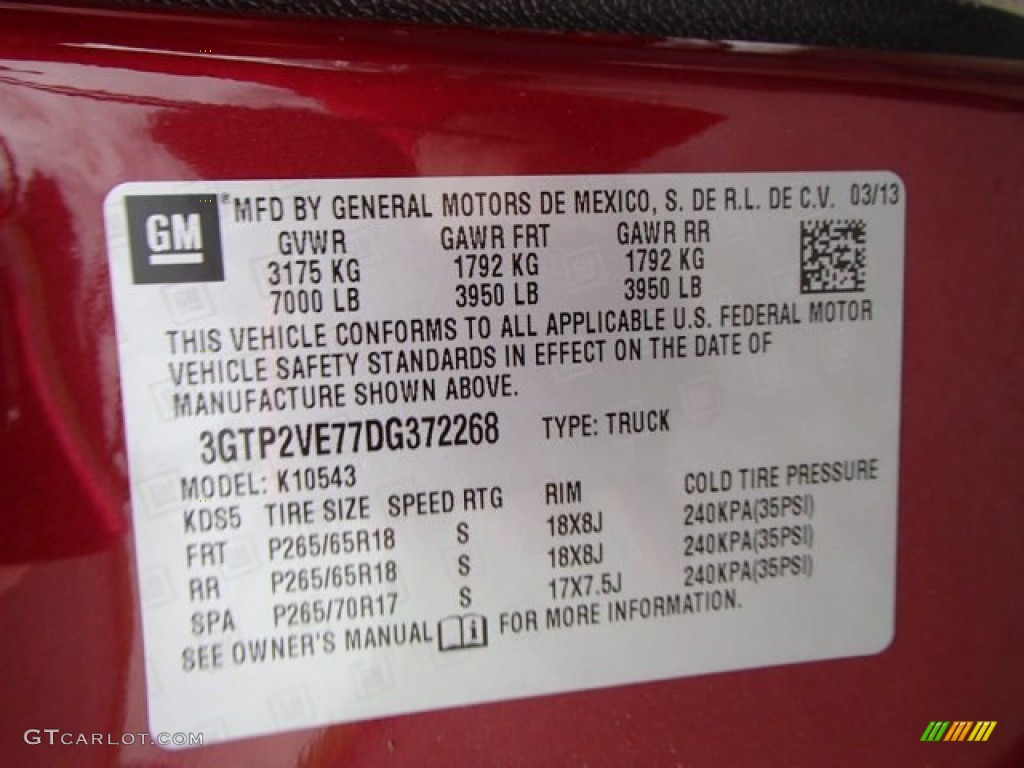 GM ® MFD BY GENERAL MOTORS DE MEXICO, S. DE R.L. DE C.V. 03/13
GVWR GAWR FRT GAWR RR
3175 KG 1792 KG 1792 KG
7000 LB 3950 LB 3950 LB
THIS VEHICLE CONFORMS TO ALL APPLICABLE U.S. FEDERAL MOTOR
VEHICLE SAFETY STANDARDS IN EFFECT ON THE DATE OF
MANUFACTURE SHOWN ABOVE.
3GTP2VE77DG372268 TYPE: TRUCK
MODEL: K10543
KDS5 TIRE SIZE SPEED RTG RIM COLD TIRE PRESSURE
FRT P265/65R18 S 18X8J 240KPA(35PSI)
RR P265/65R18 S 18X8J 240KPA(35PSI)
SPA P265/70R17 S 17X7.5J 240KPA(35PSI)
SEE OWNER'S MANUAL i FOR MORE INFORMATION.
GTCARLOT.COM